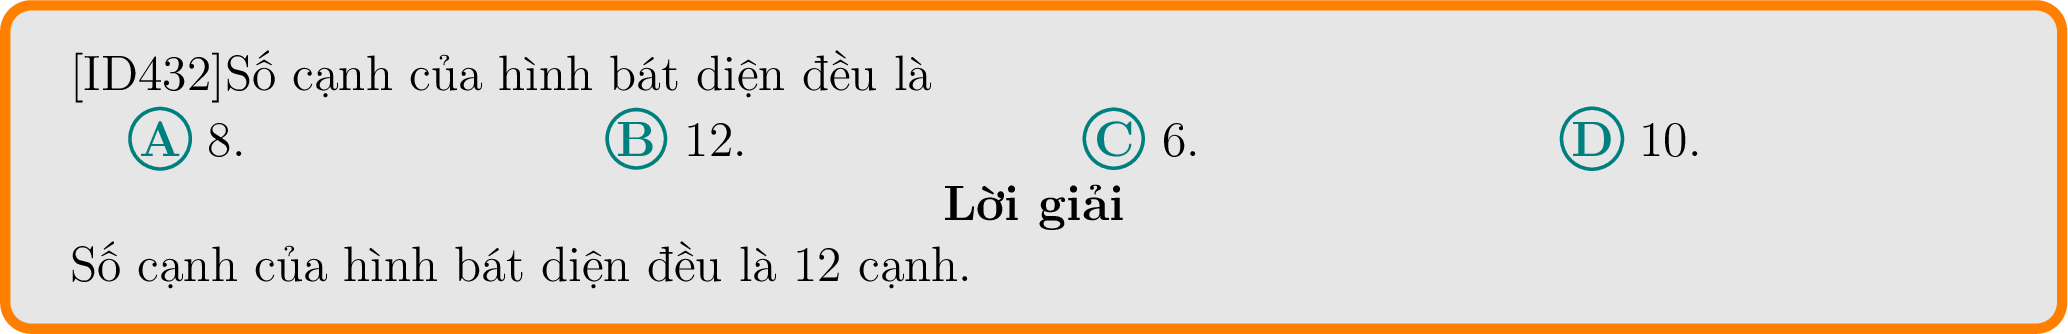 [ID432]Số cạnh của hình bát diện đều là
A 8. B 12. C 6. D 10.
Lời giải
Số cạnh của hình bát diện đều là 12 cạnh.